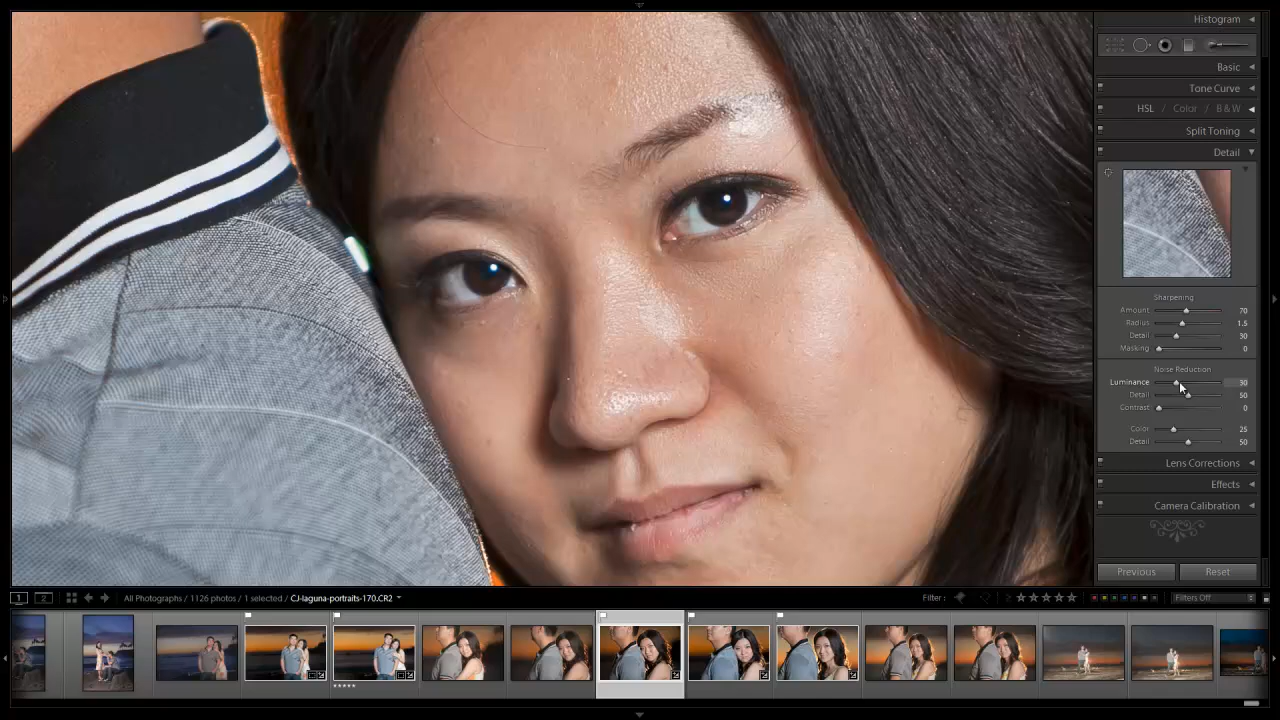 Histogram
Basic
Tone Curve
HSL / Color / B & W
Split Toning
Detail
Sharpening
Amount 70
Radius 1.5
Detail 30
Masking 0
Noise Reduction
Luminance 30
Detail 50
Contrast 0
Color 25
Detail 50
Lens Corrections
Effects
Camera Calibration
Previous Reset
1 2 All Photographs / 1126 photos / 1 selected / CJ-laguna-portraits-170.CR2 Filter : Filters Off